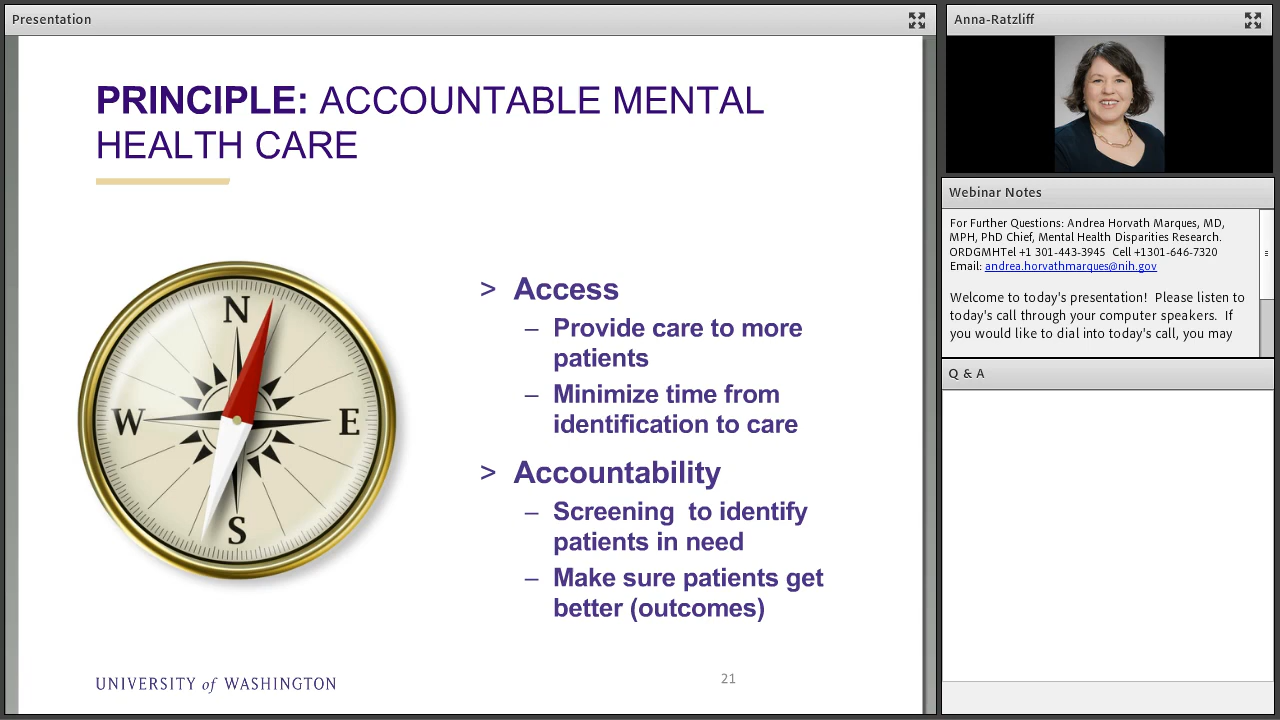 Presentation
PRINCIPLE: ACCOUNTABLE MENTAL
HEALTH CARE
N
W
E
S
> Access
– Provide care to more
patients
– Minimize time from
identification to care
> Accountability
– Screening  to identify
patients in need
– Make sure patients get
better (outcomes)
UNIVERSITY of WASHINGTON
21
Anna-Ratzliff
Webinar Notes
For Further Questions: Andrea Horvath Marques, MD,
MPH, PhD Chief, Mental Health Disparities Research.
ORDGMHTel +1 301-443-3945  Cell +1301-646-7320
Email: andrea.horvathmarques@nih.gov
Welcome to today's presentation!  Please listen to
today's call through your computer speakers.  If
you would like to dial into today's call, you may
Q & A